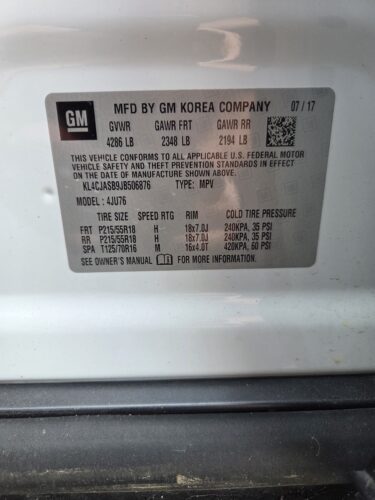 GM
MFD BY GM KOREA COMPANY 07/17
GVWR GAWR FRT GAWR RR
4286 LB 2348 LB 2194 LB
THIS VEHICLE CONFORMS TO ALL APPLICABLE U.S. FEDERAL MOTOR
VEHICLE SAFETY AND THEFT PREVENTION STANDARDS IN
EFFECT ON THE DATE OF MANUFACTURE SHOWN ABOVE.
KL4CJASB9JB506876 TYPE: MPV
MODEL: 4JU76
TIRE SIZE SPEED RTG RIM COLD TIRE PRESSURE
FRT P215/55R18 H 18x7.0J 240KPA, 35 PSI
RR P215/55R18 H 18x7.0J 240KPA, 35 PSI
SPA T125/70R16 M 16x4.0T 420KPA, 60 PSI
SEE OWNER'S MANUAL FOR MORE INFORMATION.